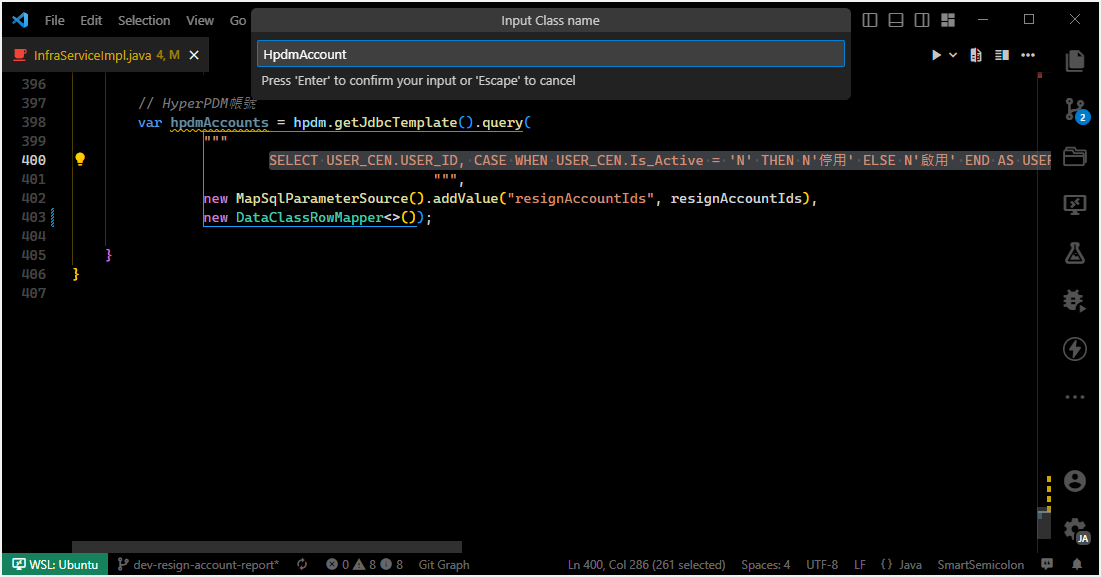 File Edit Selection View Go
Input Class name
HpdmAccount
Press 'Enter' to confirm your input or 'Escape' to cancel
InfraServiceImpl.java 4, M
396
397 // HyperPDM帳號
398 var hpdmAccounts = hpdm.getJdbcTemplate().query(
399 """
400 SELECT USER_CEN.USER_ID, CASE WHEN USER_CEN.Is_Active = 'N' THEN N'停用' ELSE N'啟用' END AS USER
401 """,
402 new MapSqlParameterSource().addValue("resignAccountIds", resignAccountIds),
403 new DataClassRowMapper<>());
404
405 }
406 }
407
2
JA
WSL: Ubuntu dev-resign-account-report* 0 8 8 Git Graph Ln 400, Col 286 (261 selected) Spaces: 4 UTF-8 LF {} Java SmartSemicolon